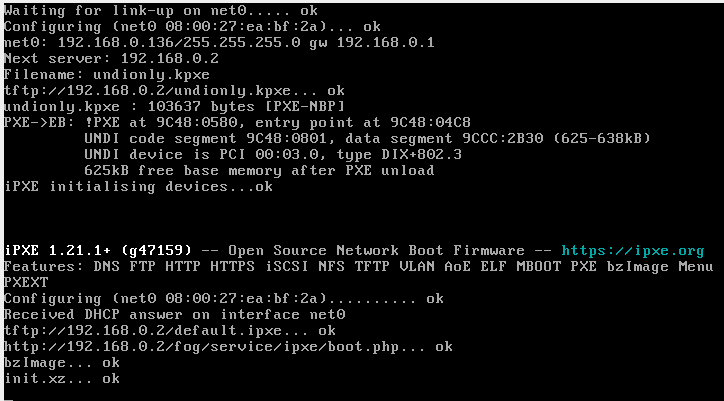 Waiting for link-up on net0..... ok
Configuring (net0 08:00:27:ea:bf:2a)... ok
net0: 192.168.0.136/255.255.255.0 gw 192.168.0.1
Next server: 192.168.0.2
Filename: undionly.kpxe
tftp://192.168.0.2/undionly.kpxe... ok
undionly.kpxe : 103637 bytes [PXE-NBP]
PXE->EB: !PXE at 9C48:0580, entry point at 9C48:04C8
UNDI code segment 9C48:0801, data segment 9CCC:2B30 (625-638kB)
UNDI device is PCI 00:03.0, type DIX+802.3
625kB free base memory after PXE unload
iPXE initialising devices...ok
iPXE 1.21.1+ (g47159) -- Open Source Network Boot Firmware -- https://ipxe.org
Features: DNS FTP HTTP HTTPS iSCSI NFS TFTP VLAN AoE ELF MBOOT PXE bzImage Menu
PXEXT
Configuring (net0 08:00:27:ea:bf:2a).......... ok
Received DHCP answer on interface net0
tftp://192.168.0.2/default.ipxe... ok
http://192.168.0.2/fog/service/ipxe/boot.php... ok
bzImage... ok
init.xz... ok